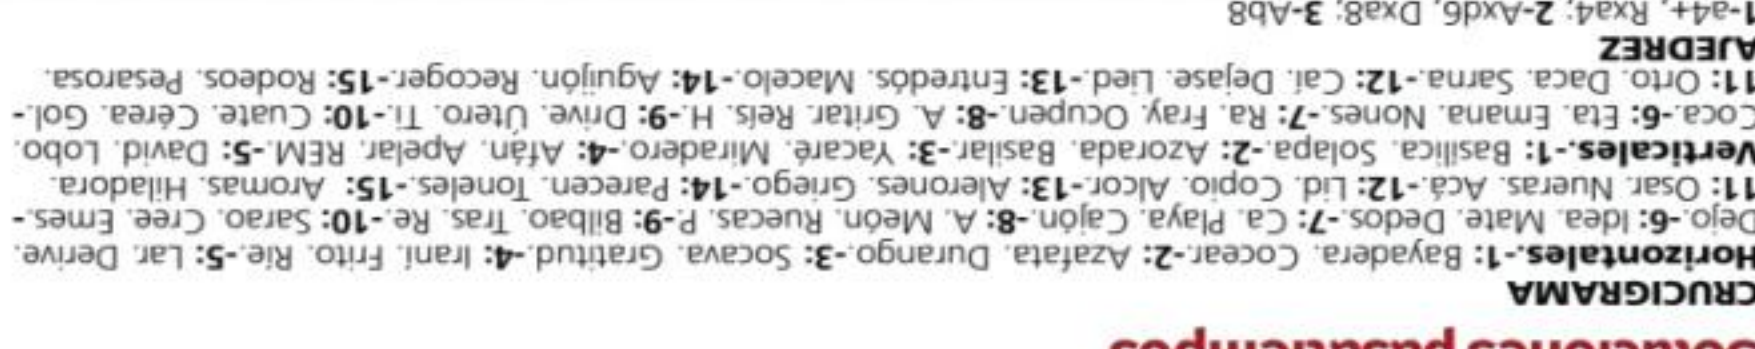 Soluciones pasatiempos
CRUCIGRAMA
Horizontales.-1: Bayadera. Cocear.-2: Azafata. Durango.-3: Socava. Gratitud.-4: Iraní. Frito. Rie.-5: Lar. Derive.
Dejo.-6: Idea. Mate. Dedos.-7: Ca. Playa. Cajón.-8: A. Meón. Ruecas. P.-9: Bilbao. Tras. Re.-10: Sarao. Cree. Emes.-
11: Osar. Nueras. Acá.-12: Lid. Copio. Alcor.-13: Alerones. Griego.-14: Parecen. Toneles.-15: Aromas. Hiladora.
Verticales.-1: Basílica. Solapa.-2: Azorada. Basilar.-3: Yacaré. Miradero.-4: Afán. Apelar. REM.-5: David. Lobo.
Coca.-6: Eta. Emana. Nones.-7: Ra. Fray. Ocupen.-8: A. Gritar. Reis. H.-9: Drive. Útero. Ti.-10: Cuate. Cérea. Gol.-
11: Orto. Daca. Sarna.-12: Cai. Dejase. Lied.-13: Entredós. Macelo.-14: Aguijón. Recoger.-15: Rodeos. Pesarosa.
AJEDREZ
1-a4+, Rxa4; 2-Axd6, Dxa8; 3-Ab8